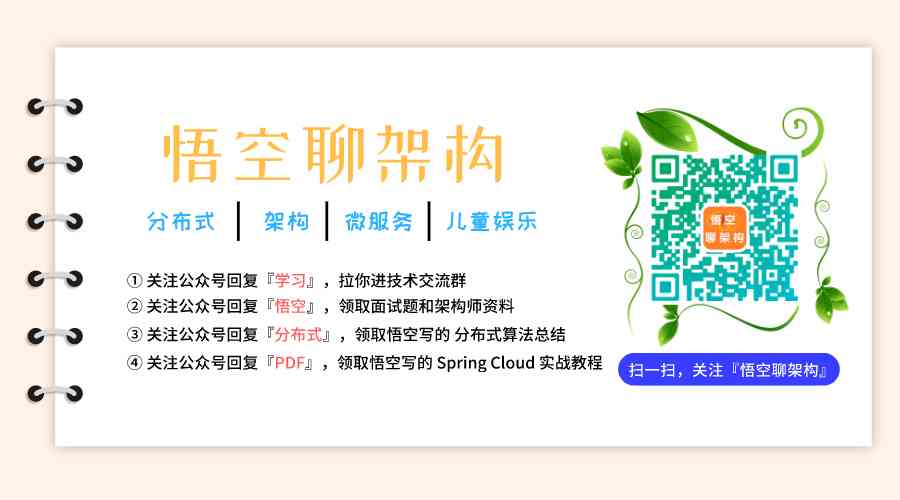 悟空聊架构
分布式 | 架构 | 微服务 | 儿童娱乐
① 关注公众号回复『学习』，拉你进技术交流群
② 关注公众号回复『悟空』，领取面试题和架构师资料
③ 关注公众号回复『分布式』，领取悟空写的 分布式算法总结
④ 关注公众号回复『PDF』，领取悟空写的 Spring Cloud 实战教程
悟空
聊架构
扫一扫，关注『悟空聊架构』